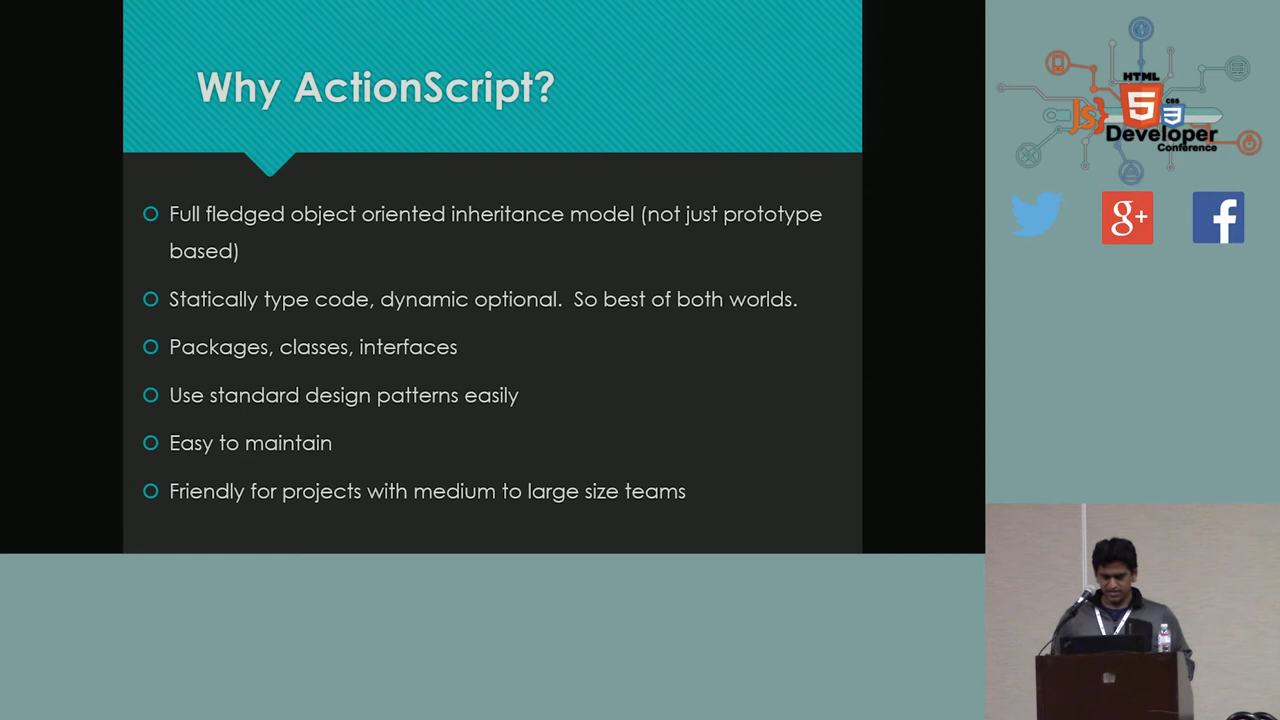 Why ActionScript?
Full fledged object oriented inheritance model (not just prototype
based)
Statically type code, dynamic optional.  So best of both worlds.
Packages, classes, interfaces
Use standard design patterns easily
Easy to maintain
Friendly for projects with medium to large size teams
HTML
JS} 5 CSS 3
Developer
Conference
g+ f